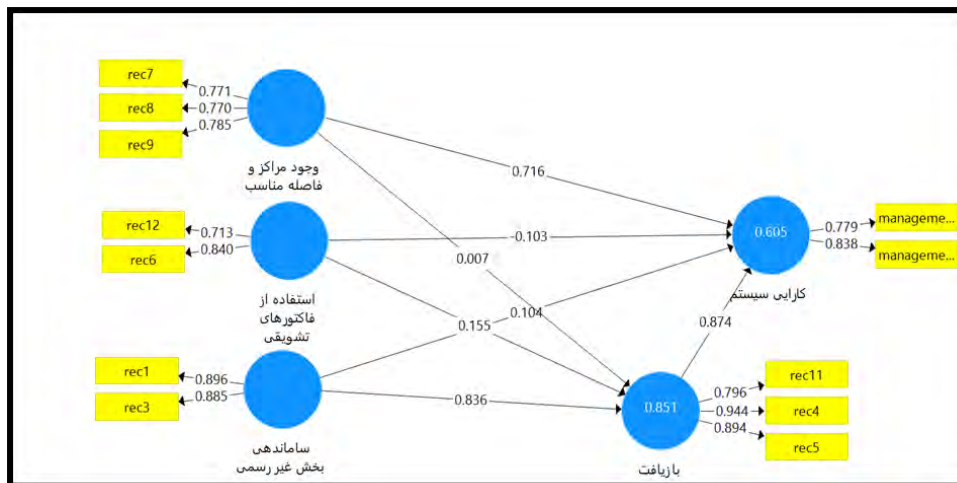 rec7
0.771
rec8
0.770
rec9
0.785
وجود مراکز و
فاصله مناسب
0.716
rec12
0.713
rec6
0.840
استفاده از
فاکتورهای
تشویقی
-0.103
0.007
0.605
کارایی سیستم
0.779
manageme...
0.838
manageme...
0.104
0.155
0.874
rec1
0.896
rec3
0.885
ساماندهی
بخش غیر رسمی
0.836
0.851
بازیافت
0.796
rec11
0.944
rec4
0.894
rec5